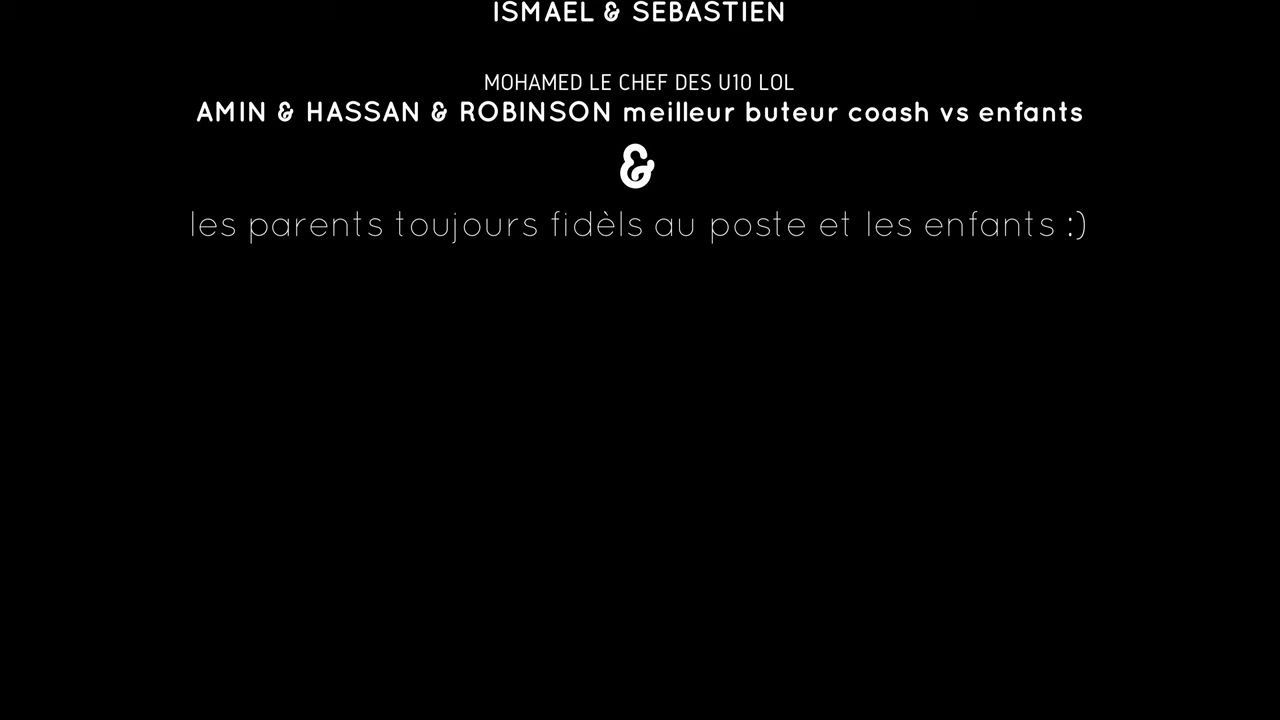 ISMAEL & SEBASTIEN
MOHAMED LE CHEF DES U10 LOL
AMIN & HASSAN & ROBINSON meilleur buteur coash vs enfants
&
les parents toujours fidèls au poste et les enfants :)